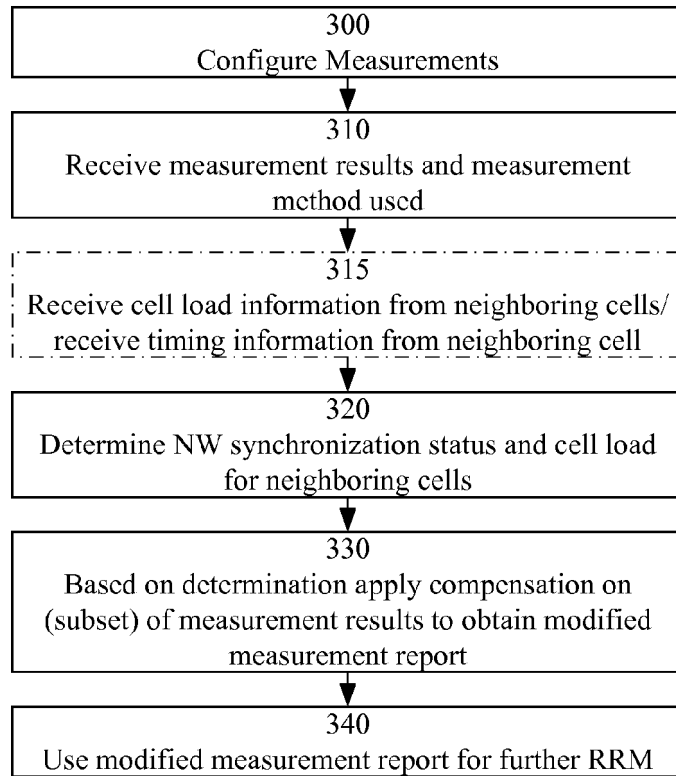 300
Configure Measurements
310
Receive measurement results and measurement
method used
315
Receive cell load information from neighboring cells/
receive timing information from neighboring cell
320
Determine NW synchronization status and cell load
for neighboring cells
330
Based on determination apply compensation on
(subset) of measurement results to obtain modified
measurement report
340
Use modified measurement report for further RRM